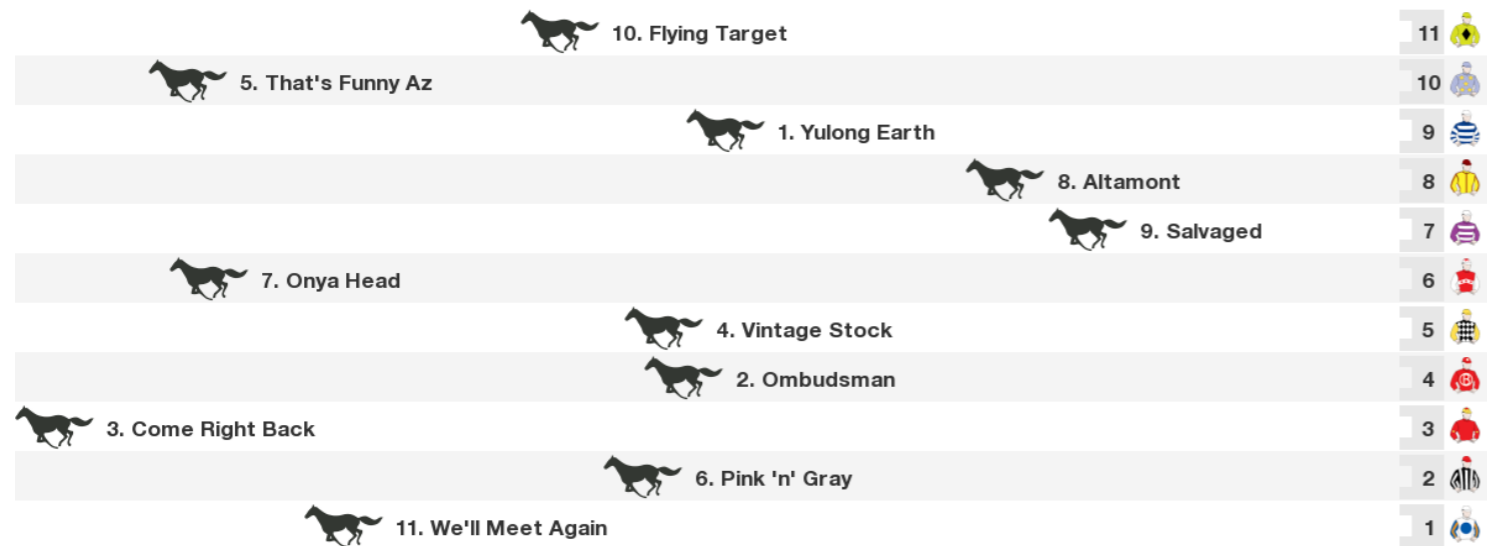 10. Flying Target 11
5. That's Funny Az 10
1. Yulong Earth 9
8. Altamont 8
9. Salvaged 7
7. Onya Head 6
4. Vintage Stock 5
2. Ombudsman 4
3. Come Right Back 3
6. Pink 'n' Gray 2
11. We'll Meet Again 1